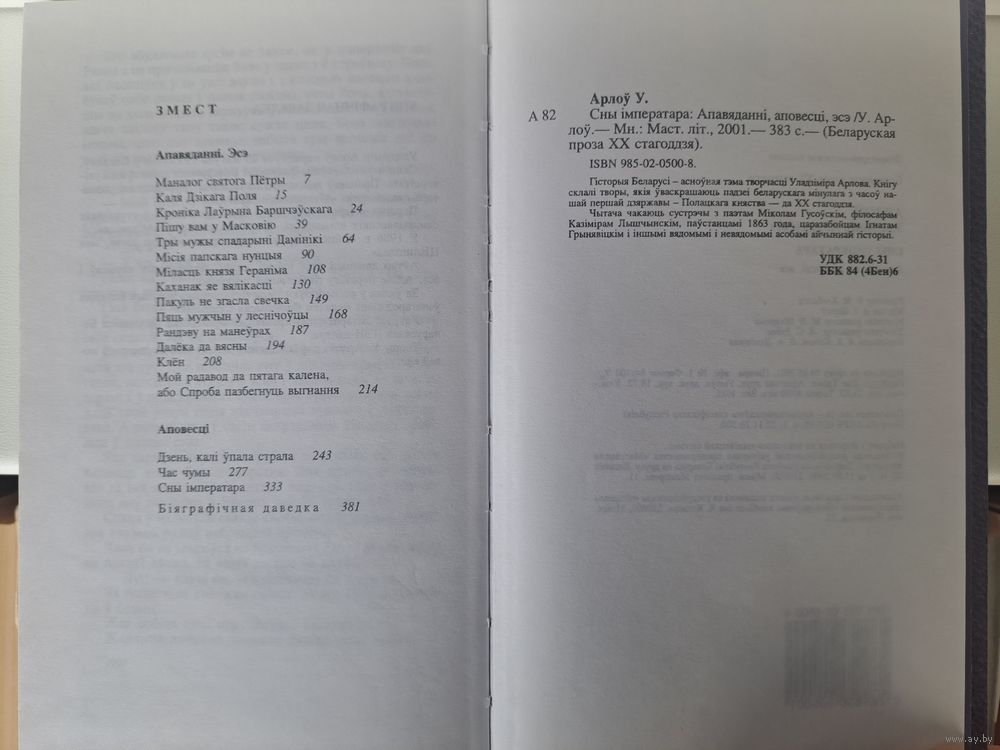 ЗМЕСТ
Апавяданні. Эсэ
Маналог святога Пётры 7
Каля Дзікага Поля 15
Кроніка Лаўрына Баршчэўскага 24
Пішу вам у Масковію 39
Тры мужы спадарыні Дамінікі 64
Місія папскага нунцыя 90
Міласць князя Гераніма 108
Каханак яе вялікасці 130
Пакуль не згасла свечка 149
Пяць мужчын у леснічоўцы 168
Рандэву на манеўрах 187
Далёка да вясны 194
Клён 208
Мой радавод да пятага калена,
або Спроба пазбегнуць выгнання 214
Аповесці
Дзень, калі ўпала страла 243
Час чумы 277
Сны імператара 333
Біяграфічная даведка 381
Арлоў У.
А 82 Сны імператара: Апавяданні, аповесці, эсэ /У. Ар-
лоў.— Мн.: Маст. літ., 2001.— 383 с.— (Беларуская
проза XX стагоддзя).
ISBN 985-02-0500-8.
Гісторыя Беларусі – асноўная тэма творчасці Уладзіміра Арлова. Кнігу
склалі творы, якія ўваскрашаюць падзеі беларускага мінулага з часоў на-
шай першай дзяржавы – Полацкага княства — да XX стагоддзя.
Чытача чакаюць сустрэчы з паэтам Міколам Гусоўскім, філосафам
Казімірам Лышчынскім, паўстанцамі 1863 года, царазабойцам Ігнатам
Грынявіцкім і іншымі вядомымі і невядомымі асобамі айчыннай гісторыі.
УДК 882.6-31
ББК 84 (4Беи)6
www.ay.by